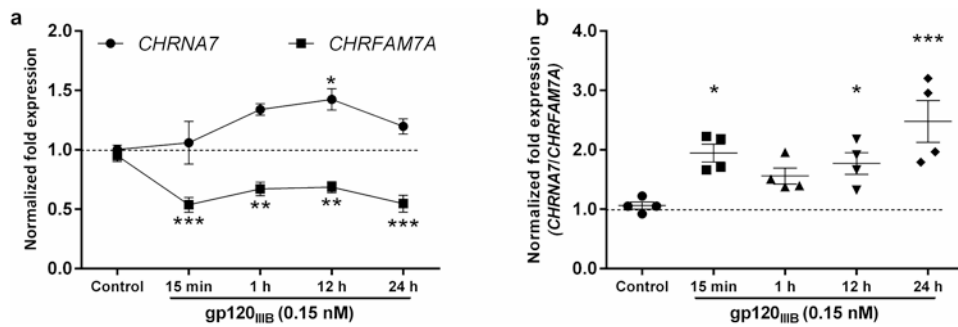 a
2.0
1.5
1.0
0.5
0.0
Normalized fold expression
CHRNA7
CHRFAM7A
*
***
**
**
***
Control
15 min
1 h
12 h
24 h
gp120IIIB (0.15 nM)
b
4.0
3.0
2.0
1.0
0.0
Normalized fold expression
(CHRNA7/CHRFAM7A)
*
*
***
Control
15 min
1 h
12 h
24 h
gp120IIIB (0.15 nM)